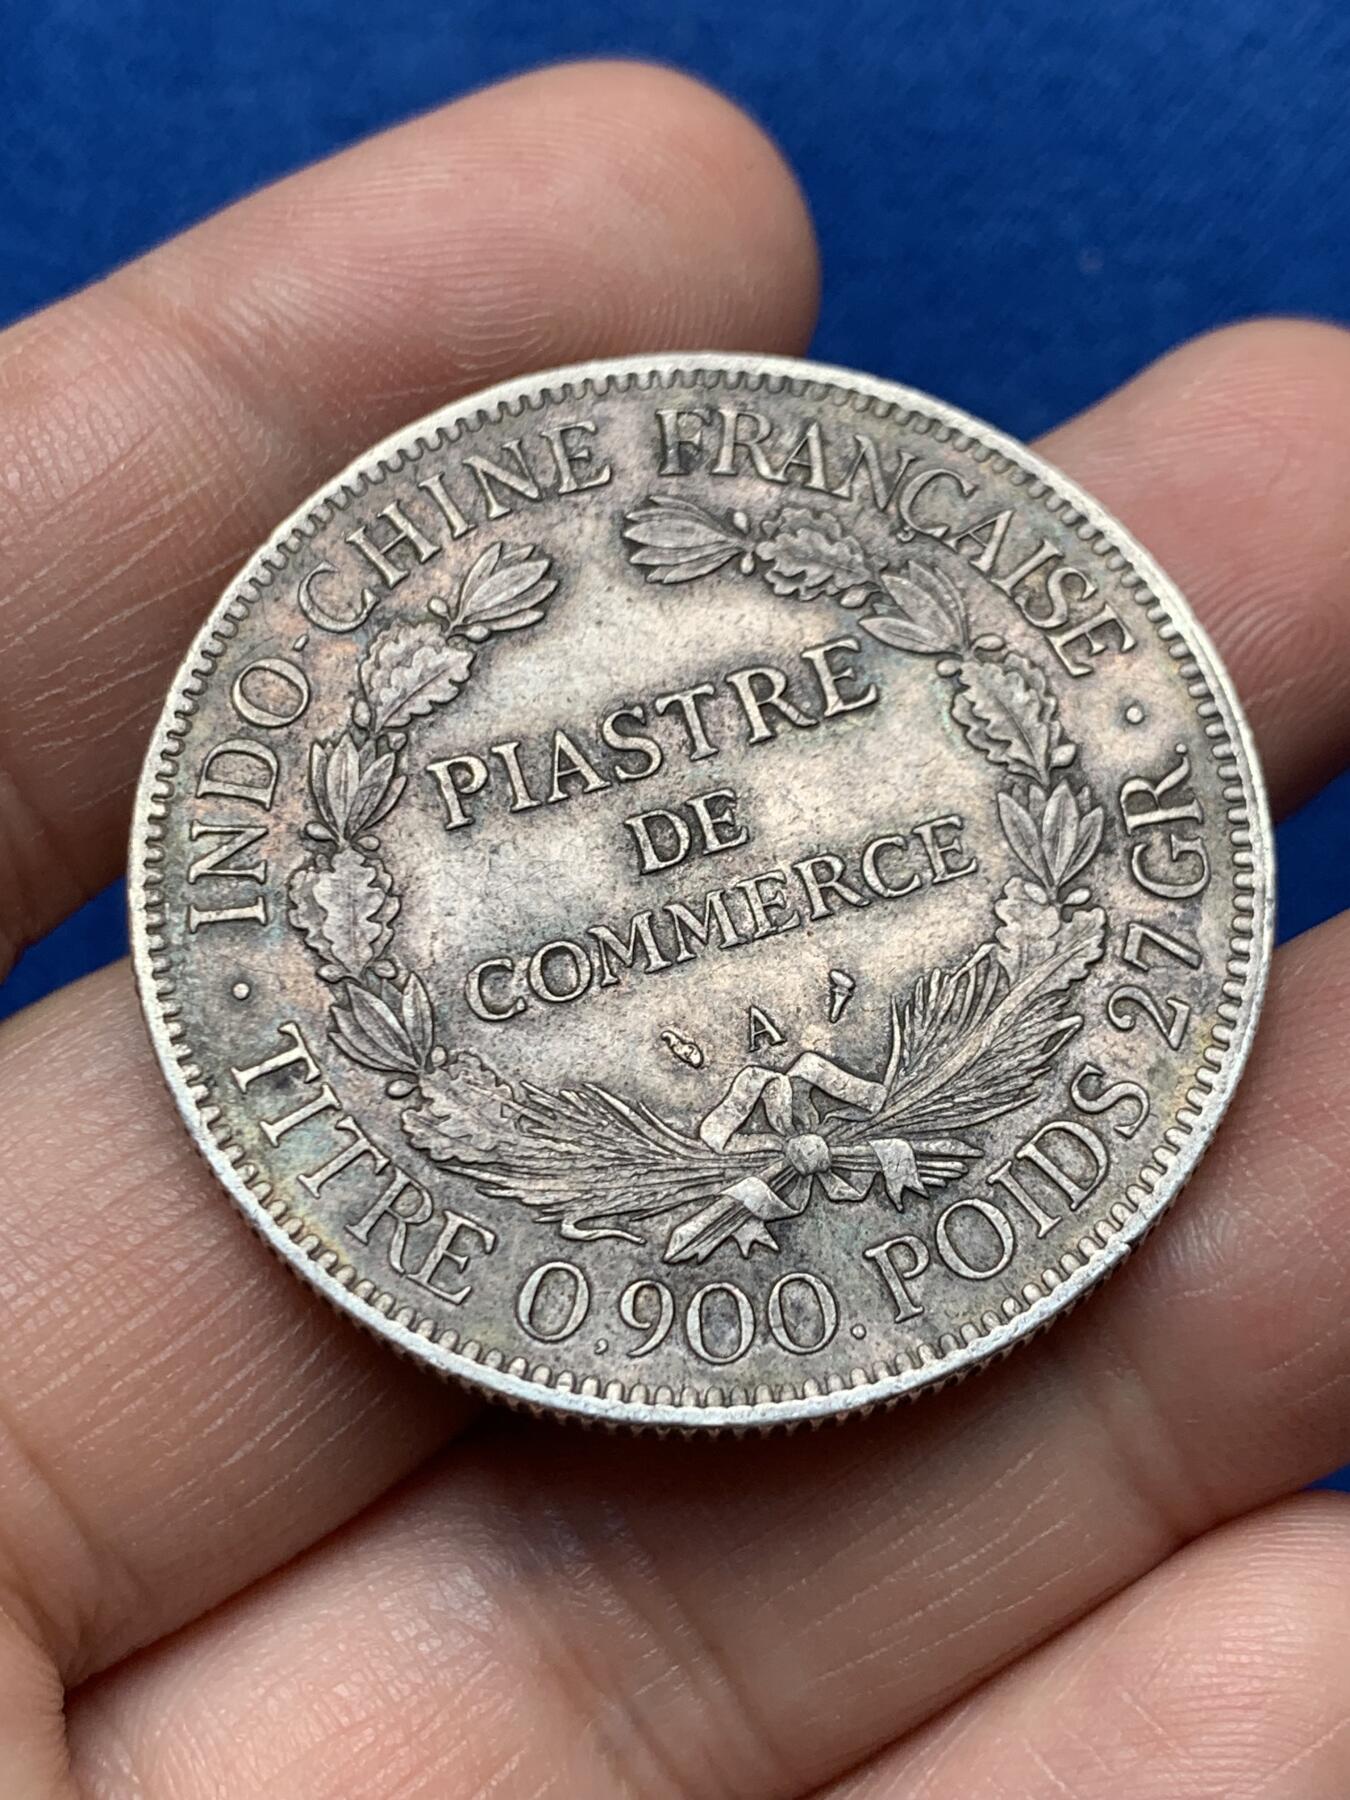 INDO-CHINE FRANÇAISE
PIASTRE
DE
COMMERCE
A
TITRE 0,900. POIDS 27 GR.